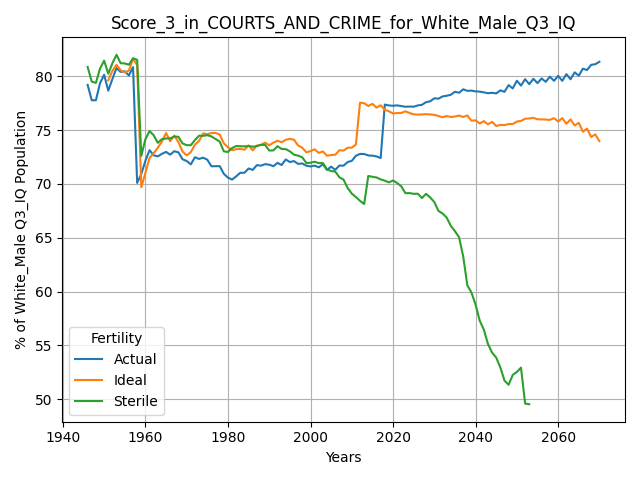 Score_3_in_COURTS_AND_CRIME_for_White_Male_Q3_IQ
% of White_Male Q3_IQ Population
80
75
70
65
60
55
50
Fertility
Actual
Ideal
Sterile
1940 1960 1980 2000 2020 2040 2060
Years